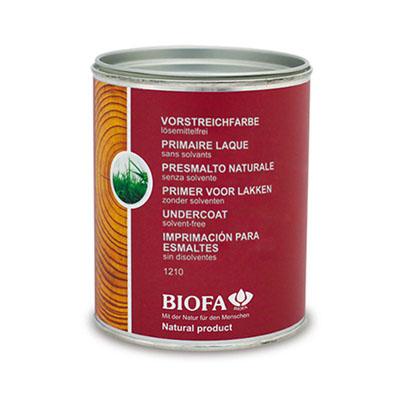 VORSTREICHFARBE
lösemittelfrei
PRIMAIRE LAQUE
sans solvants
PRESMALTO NATURALE
senza solvente
PRIMER VOOR LAKKEN
zonder solventen
UNDERCOAT
solvent-free
IMPRIMACIÓN PARA
ESMALTES
sin disolventes
1210
BIOFA
BIOFA
Mit der Natur für den Menschen
Natural product